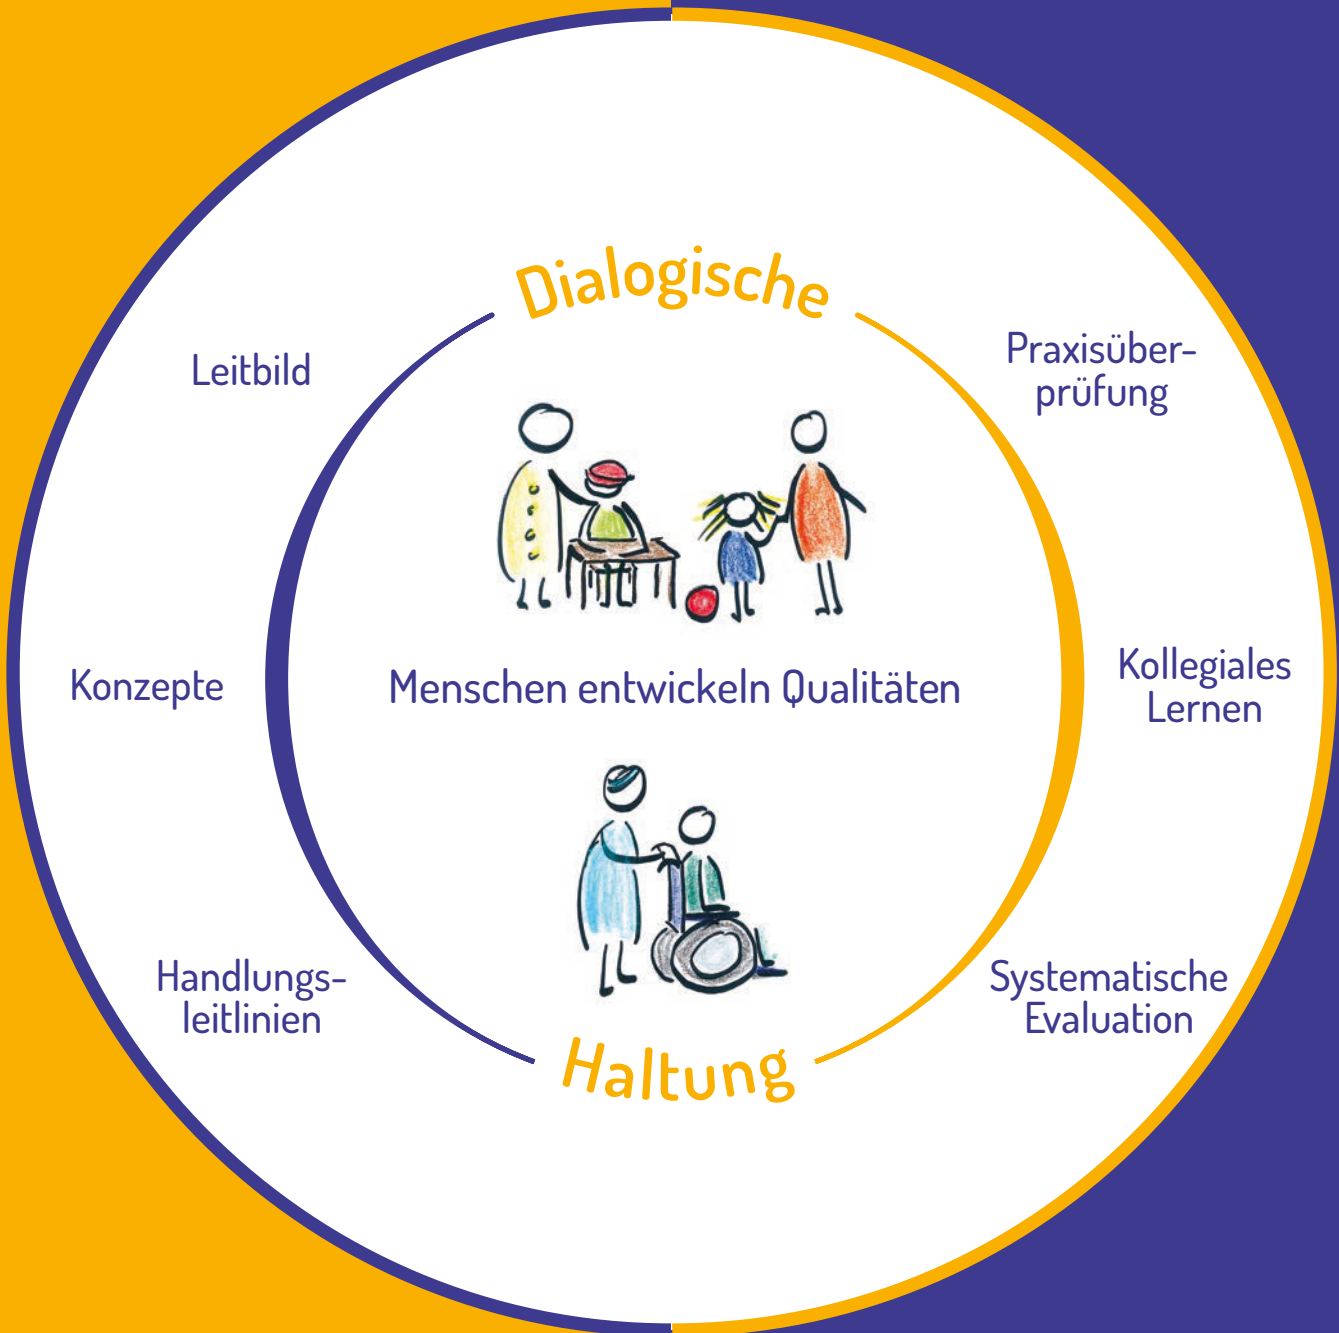 Dialogische
Leitbild
Praxisüber-
prüfung
Konzepte
Menschen entwickeln Qualitäten
Kollegiales
Lernen
Handlungs-
leitlinien
Systematische
Evaluation
Haltung